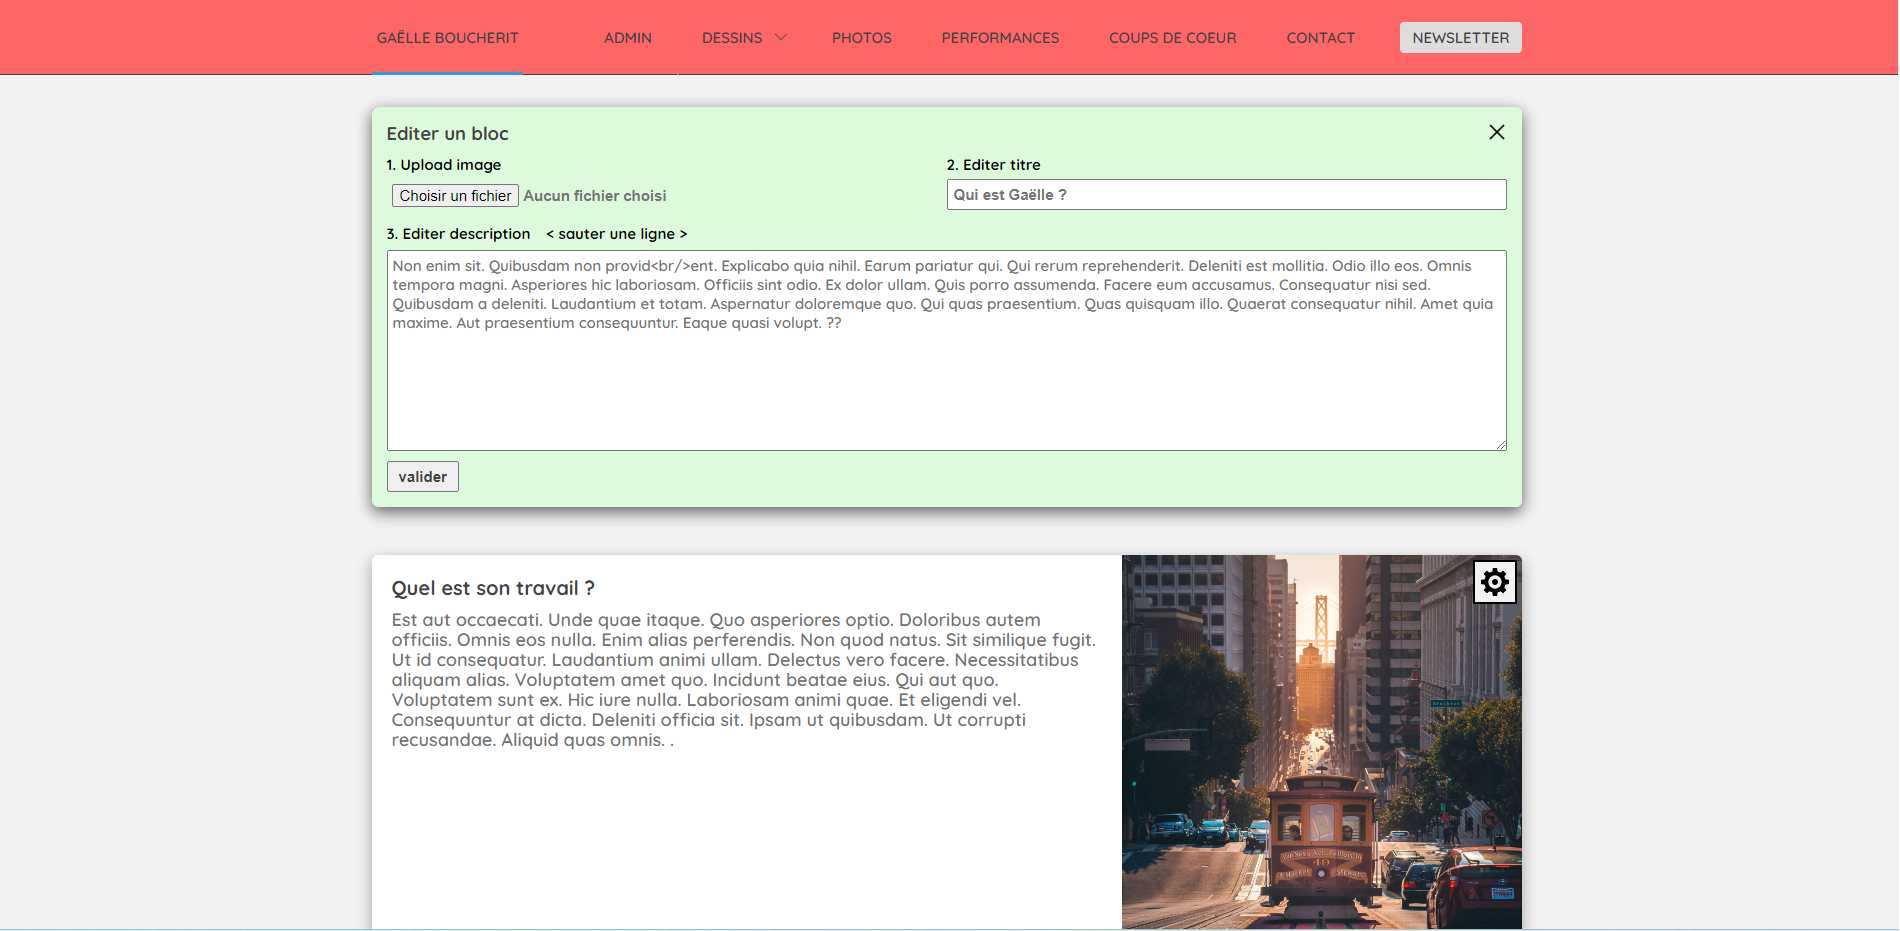 GAËLLE BOUCHERIT ADMIN DESSINS PHOTOS PERFORMANCES COUPS DE COEUR CONTACT NEWSLETTER
Editer un bloc
1. Upload image
Choisir un fichier Aucun fichier choisi
2. Editer titre
Qui est Gaëlle ?
3. Editer description < sauter une ligne >
Non enim sit. Quibusdam non provid<br/>ent. Explicabo quia nihil. Earum pariatur qui. Qui rerum reprehenderit. Deleniti est mollitia. Odio illo eos. Omnis
tempora magni. Asperiores hic laboriosam. Officiis sint odio. Ex dolor ullam. Quis porro assumenda. Facere eum accusamus. Consequatur nisi sed.
Quibusdam a deleniti. Laudantium et totam. Aspernatur doloremque quo. Qui quas praesentium. Quas quisquam illo. Quaerat consequatur nihil. Amet quia
maxime. Aut praesentium consequuntur. Eaque quasi volupt. ??
valider
Quel est son travail ?
Est aut occaecati. Unde quae itaque. Quo asperiores optio. Doloribus autem
officiis. Omnis eos nulla. Enim alias perferendis. Non quod natus. Sit similique fugit.
Ut id consequatur. Laudantium animi ullam. Delectus vero facere. Necessitatibus
aliquam alias. Voluptatem amet quo. Incidunt beatae eius. Qui aut quo.
Voluptatem sunt ex. Hic iure nulla. Laboriosam animi quae. Et eligendi vel.
Consequuntur at dicta. Deleniti officia sit. Ipsam ut quibusdam. Ut corrupti
recusandae. Aliquid quas omnis. .
49